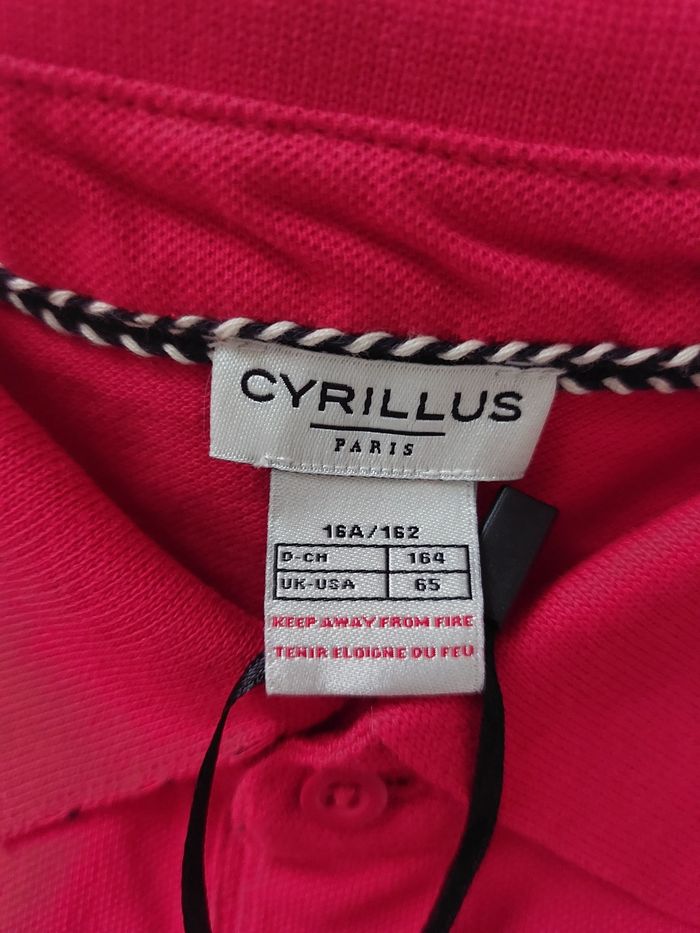 CYRILLUS
PARIS
16A/162
D-CH 164
UK-USA 65
KEEP AWAY FROM FIRE
TENIR ELOIGNE DU FEU